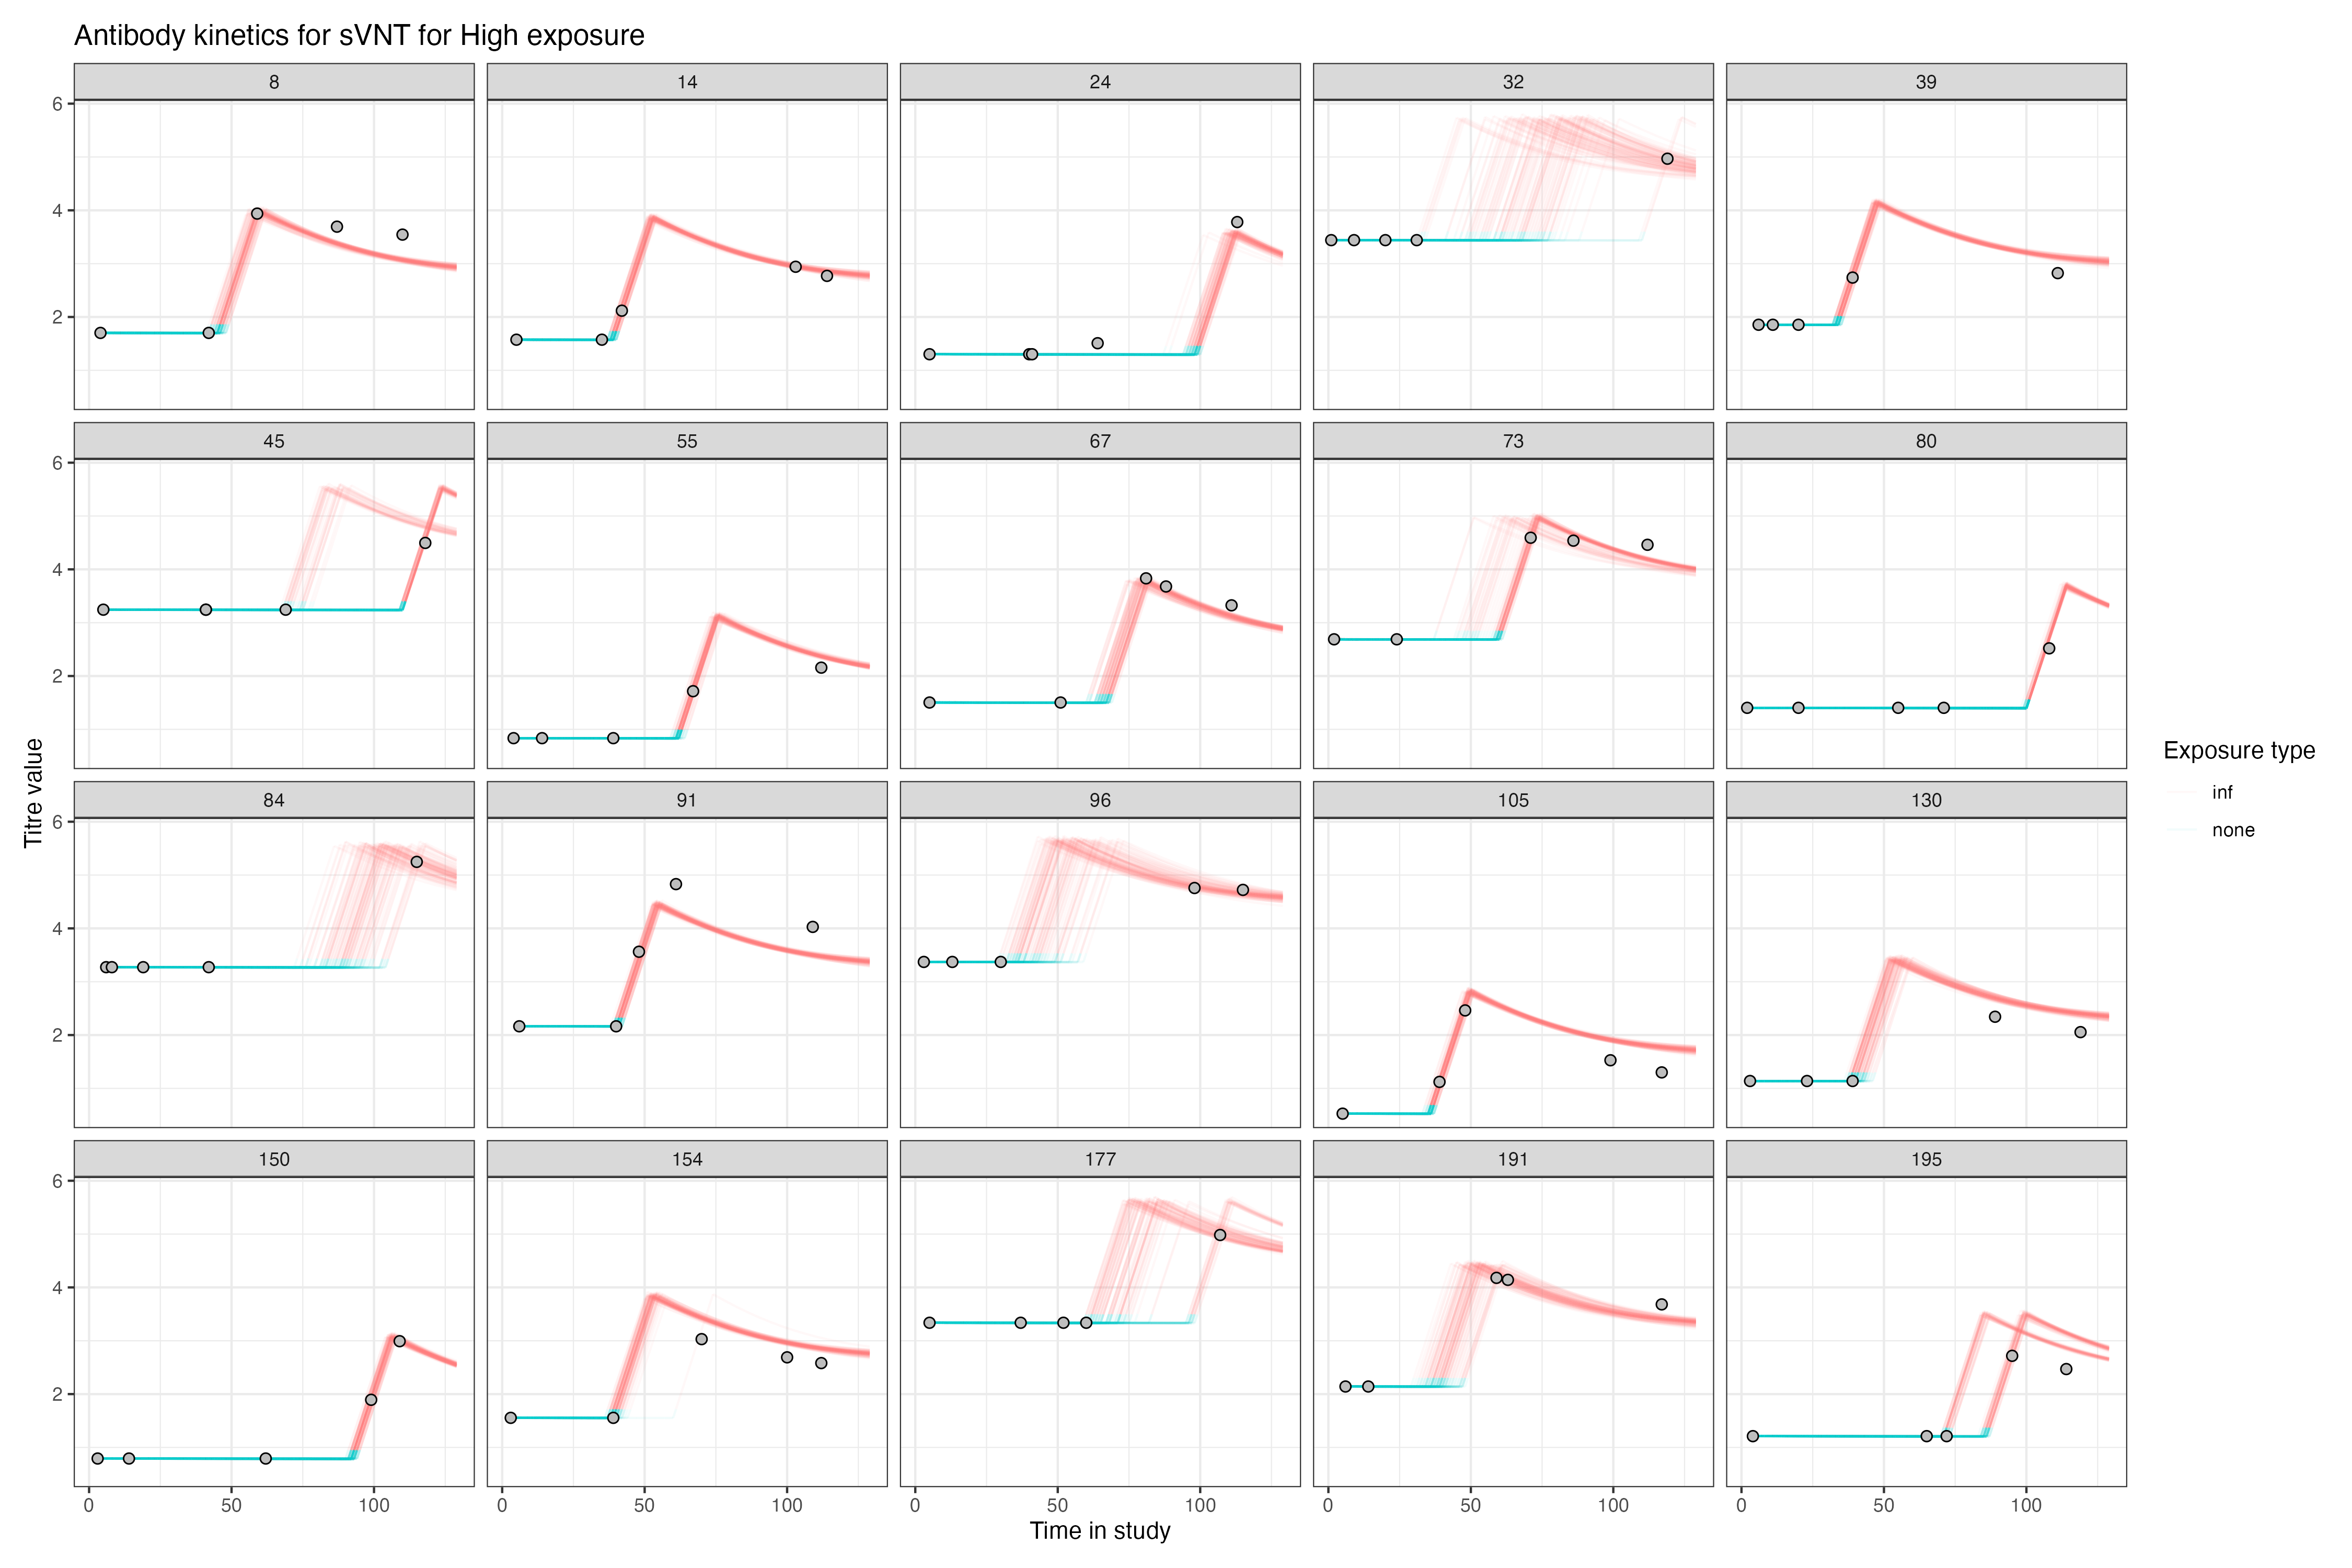 Antibody kinetics for sVNT for High exposure
8 14 24 32 39
6
4
2
45 55 67 73 80
6
4
2
Titre value
84 91 96 105 130
6
4
2
150 154 177 191 195
6
4
2
0 50 100 0 50 100 0 50 100 0 50 100 0 50 100
Time in study
Exposure type
inf
none